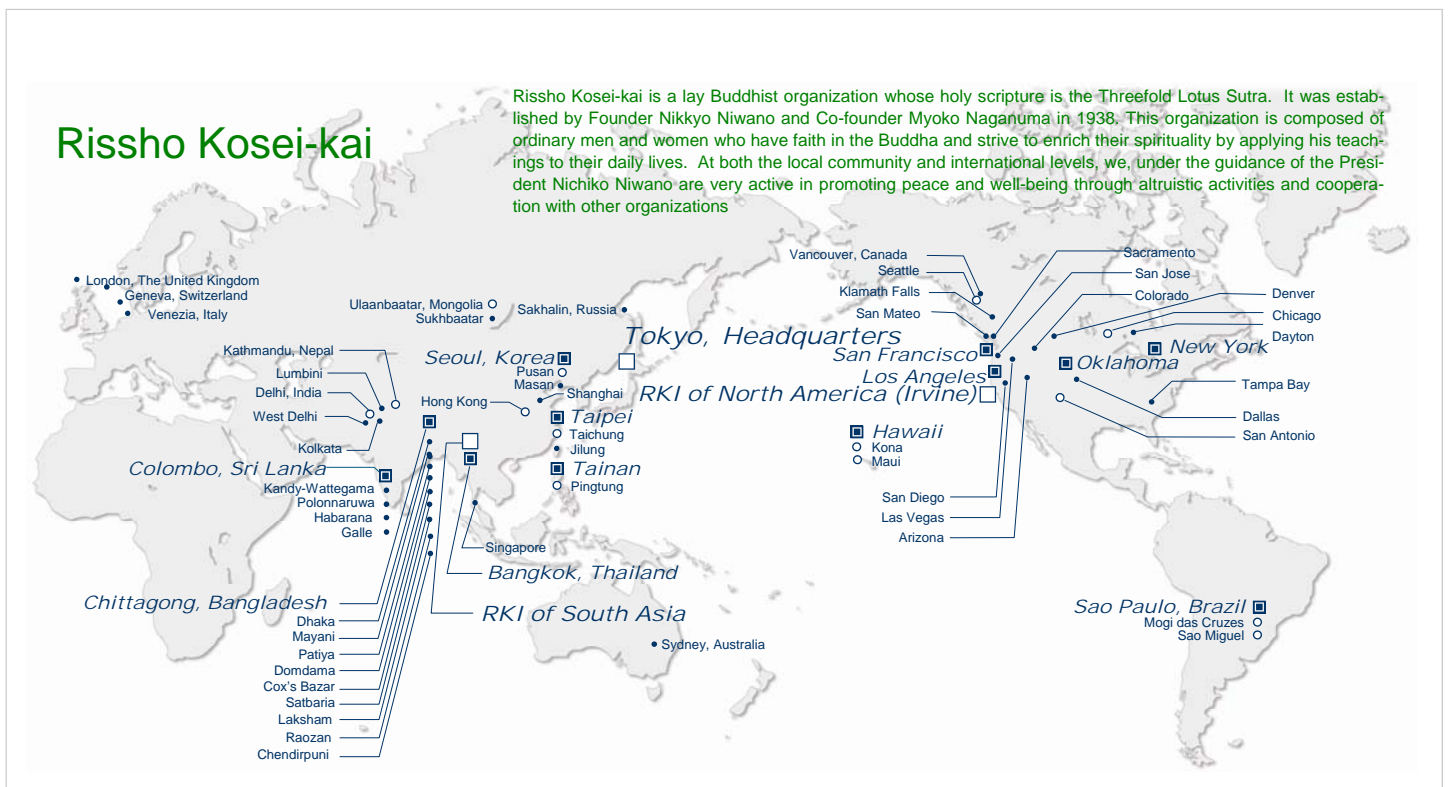 Rissho Kosei-kai
Rissho Kosei-kai is a lay Buddhist organization whose holy scripture is the Threefold Lotus Sutra. It was estab-
lished by Founder Nikkyo Niwano and Co-founder Myoko Naganuma in 1938. This organization is composed of
ordinary men and women who have faith in the Buddha and strive to enrich their spirituality by applying his teach-
ings to their daily lives. At both the local community and international levels, we, under the guidance of the Presi-
dent Nichiko Niwano are very active in promoting peace and well-being through altruistic activities and coopera-
tion with other organizations
London, The United Kingdom
Geneva, Switzerland
Venezia, Italy
Ulaanbaatar, Mongolia
Sukhbaatar
Sakhalin, Russia
Tokyo, Headquarters
Seoul, Korea
Pusan
Masan
Shanghai
Kathmandu, Nepal
Lumbini
Delhi, India
West Delhi
Kolkata
Hong Kong
Taipei
Taichung
Jilung
Tainan
Pingtung
Colombo, Sri Lanka
Kandy-Wattegama
Polonnaruwa
Habarana
Galle
Singapore
Bangkok, Thailand
RKI of South Asia
Chittagong, Bangladesh
Dhaka
Mayani
Patiya
Domdama
Cox's Bazar
Satbaria
Laksham
Raozan
Chendirpuni
Sydney, Australia
Vancouver, Canada
Seattle
Klamath Falls
San Mateo
San Francisco
Los Angeles
RKI of North America (Irvine)
Hawaii
Kona
Maui
San Diego
Las Vegas
Arizona
Sacramento
San Jose
Colorado
Denver
Chicago
Dayton
New York
Oklahoma
Tampa Bay
Dallas
San Antonio
Sao Paulo, Brazil
Mogi das Cruzes
Sao Miguel